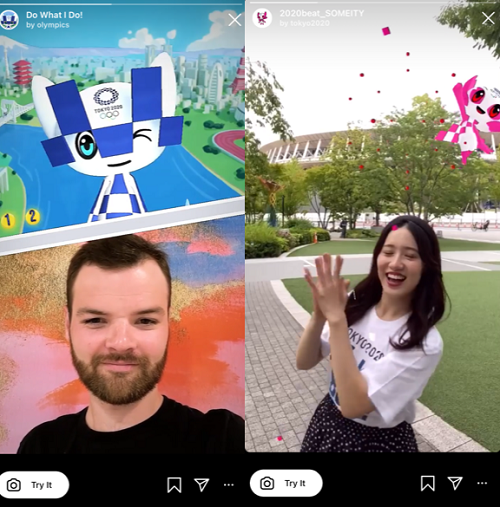 Do What I Do!
by olympics
TOKYO 2020
1 2
Try It
2020beat_SOMEITY
by tokyo2020
TOKYO2020
Try It